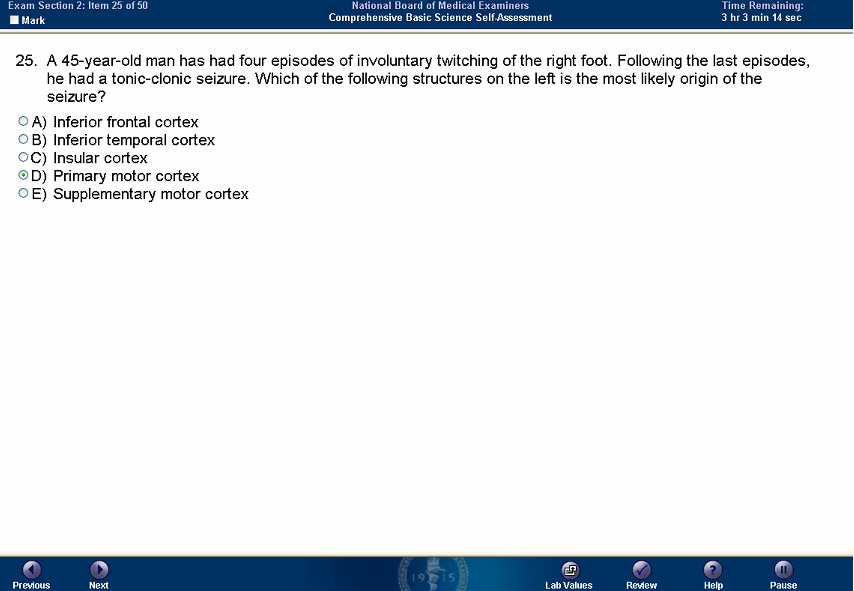 Exam Section 2: Item 25 of 50
National Board of Medical Examiners
Time Remaining:
Mark
Comprehensive Basic Science Self-Assessment
3 hr 3 min 14 sec
25. A 45-year-old man has had four episodes of involuntary twitching of the right foot. Following the last episodes,
he had a tonic-clonic seizure. Which of the following structures on the left is the most likely origin of the
seizure?
A) Inferior frontal cortex
B) Inferior temporal cortex
C) Insular cortex
D) Primary motor cortex
E) Supplementary motor cortex
1915
Previous
Next
Lab Values
Review
Help
Pause